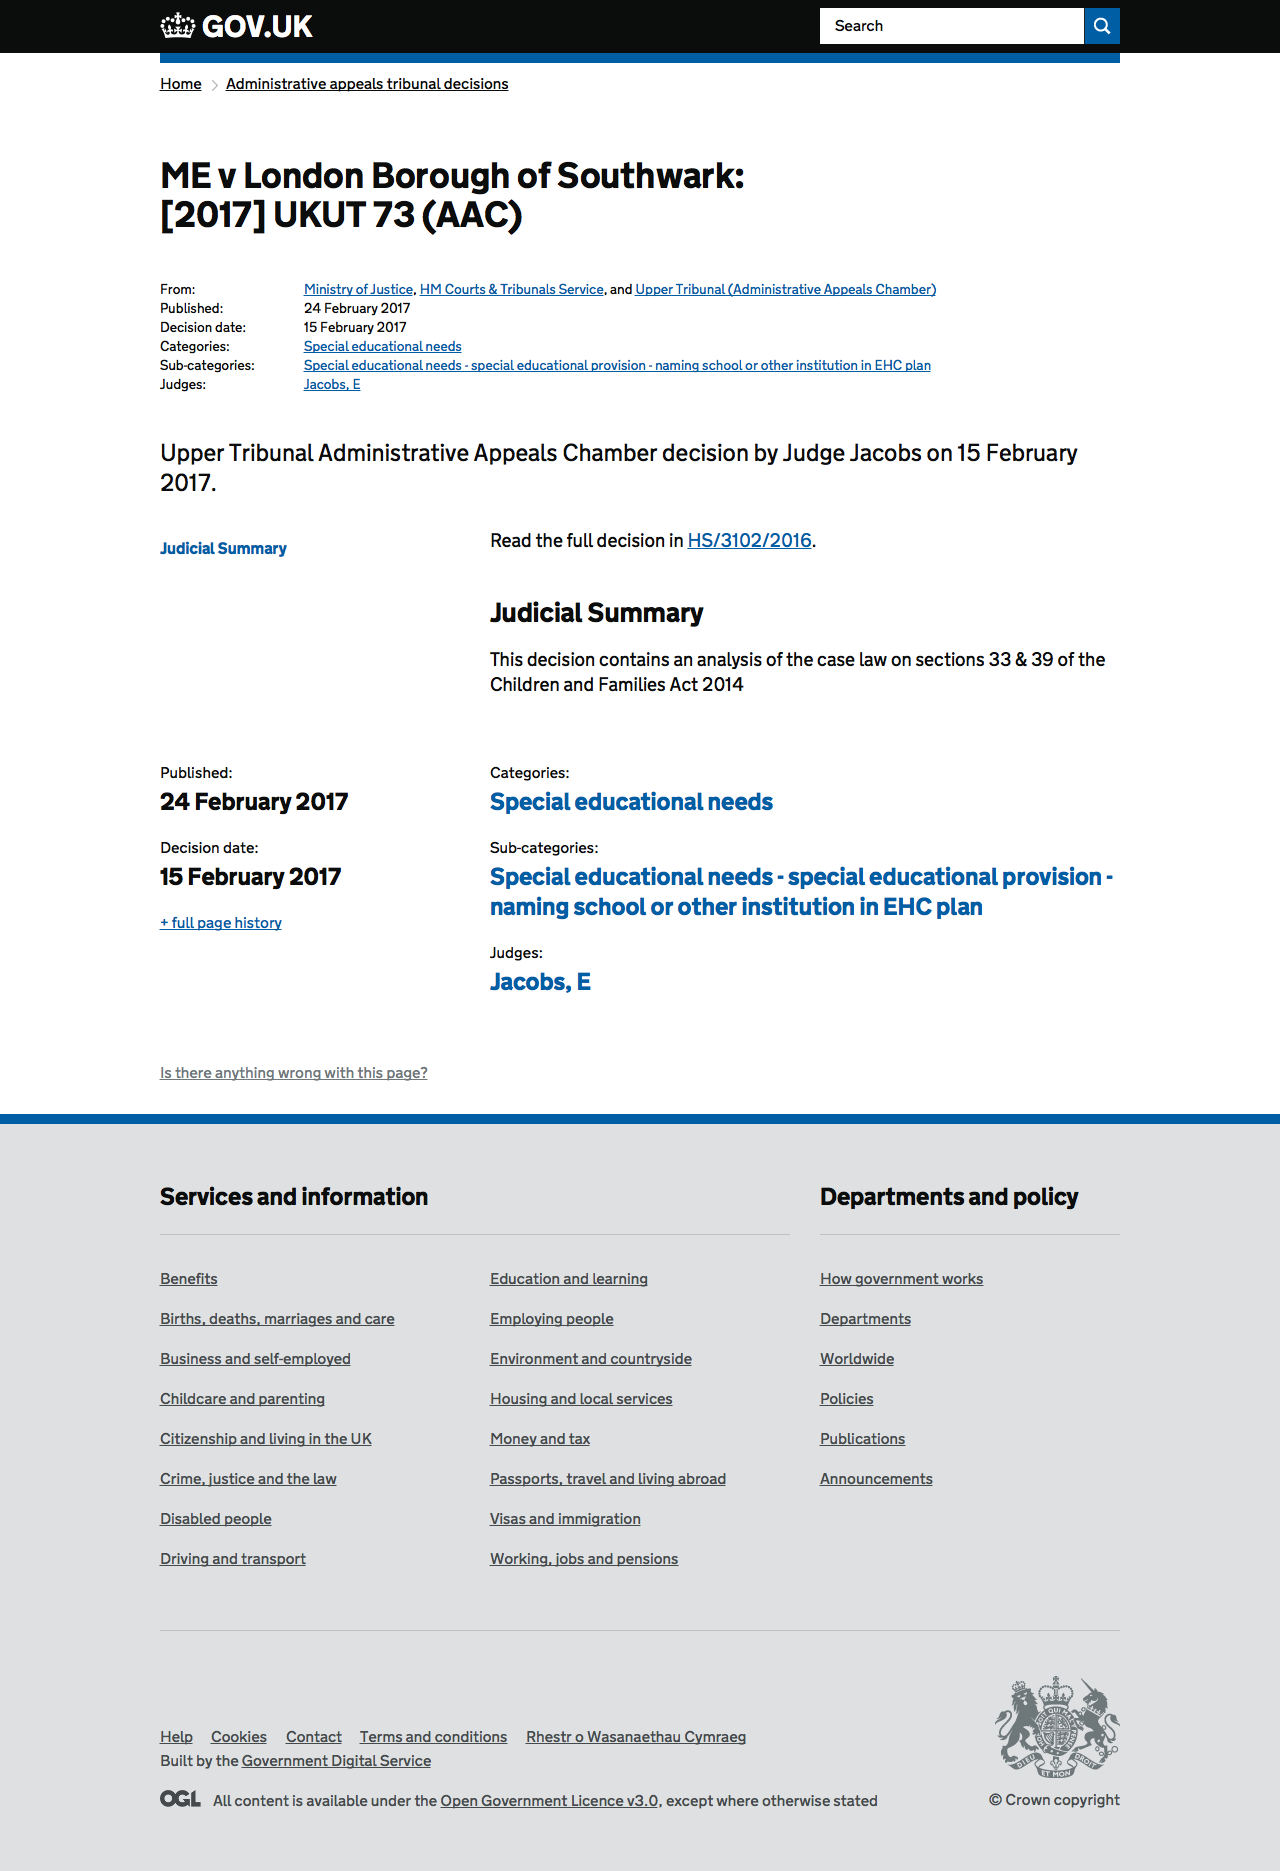 GOV.UK
Search
Home
Administrative appeals tribunal decisions
ME v London Borough of Southwark:
[2017] UKUT 73 (AAC)
From: Ministry of Justice, HM Courts & Tribunals Service, and Upper Tribunal (Administrative Appeals Chamber)
Published: 24 February 2017
Decision date: 15 February 2017
Categories: Special educational needs
Sub-categories: Special educational needs - special educational provision - naming school or other institution in EHC plan
Judges: Jacobs, E
Upper Tribunal Administrative Appeals Chamber decision by Judge Jacobs on 15 February
2017.
Judicial Summary
Read the full decision in HS/3102/2016.
Judicial Summary
This decision contains an analysis of the case law on sections 33 & 39 of the
Children and Families Act 2014
Published:
24 February 2017
Decision date:
15 February 2017
+ full page history
Categories:
Special educational needs
Sub-categories:
Special educational needs - special educational provision -
naming school or other institution in EHC plan
Judges:
Jacobs, E
Is there anything wrong with this page?
Services and information
Benefits
Births, deaths, marriages and care
Business and self-employed
Childcare and parenting
Citizenship and living in the UK
Crime, justice and the law
Disabled people
Driving and transport
Education and learning
Employing people
Environment and countryside
Housing and local services
Money and tax
Passports, travel and living abroad
Visas and immigration
Working, jobs and pensions
Departments and policy
How government works
Departments
Worldwide
Policies
Publications
Announcements
Help Cookies Contact Terms and conditions Rhestr o Wasanaethau Cymraeg
Built by the Government Digital Service
OGL All content is available under the Open Government Licence v3.0, except where otherwise stated
DIEU ET MON DROIT
© Crown copyright